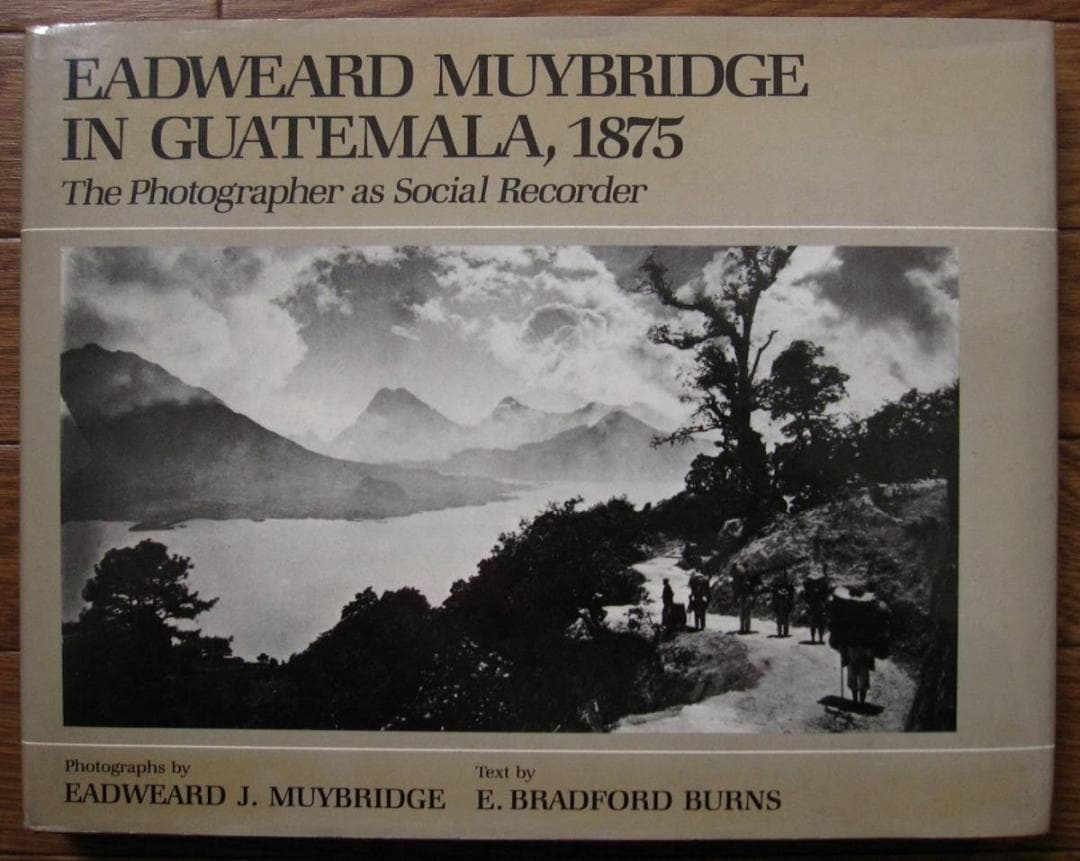 EADWEARD MUYBRIDGE
IN GUATEMALA, 1875
The Photographer as Social Recorder
Photographs by
EADWEARD J. MUYBRIDGE
Text by
E. BRADFORD BURNS